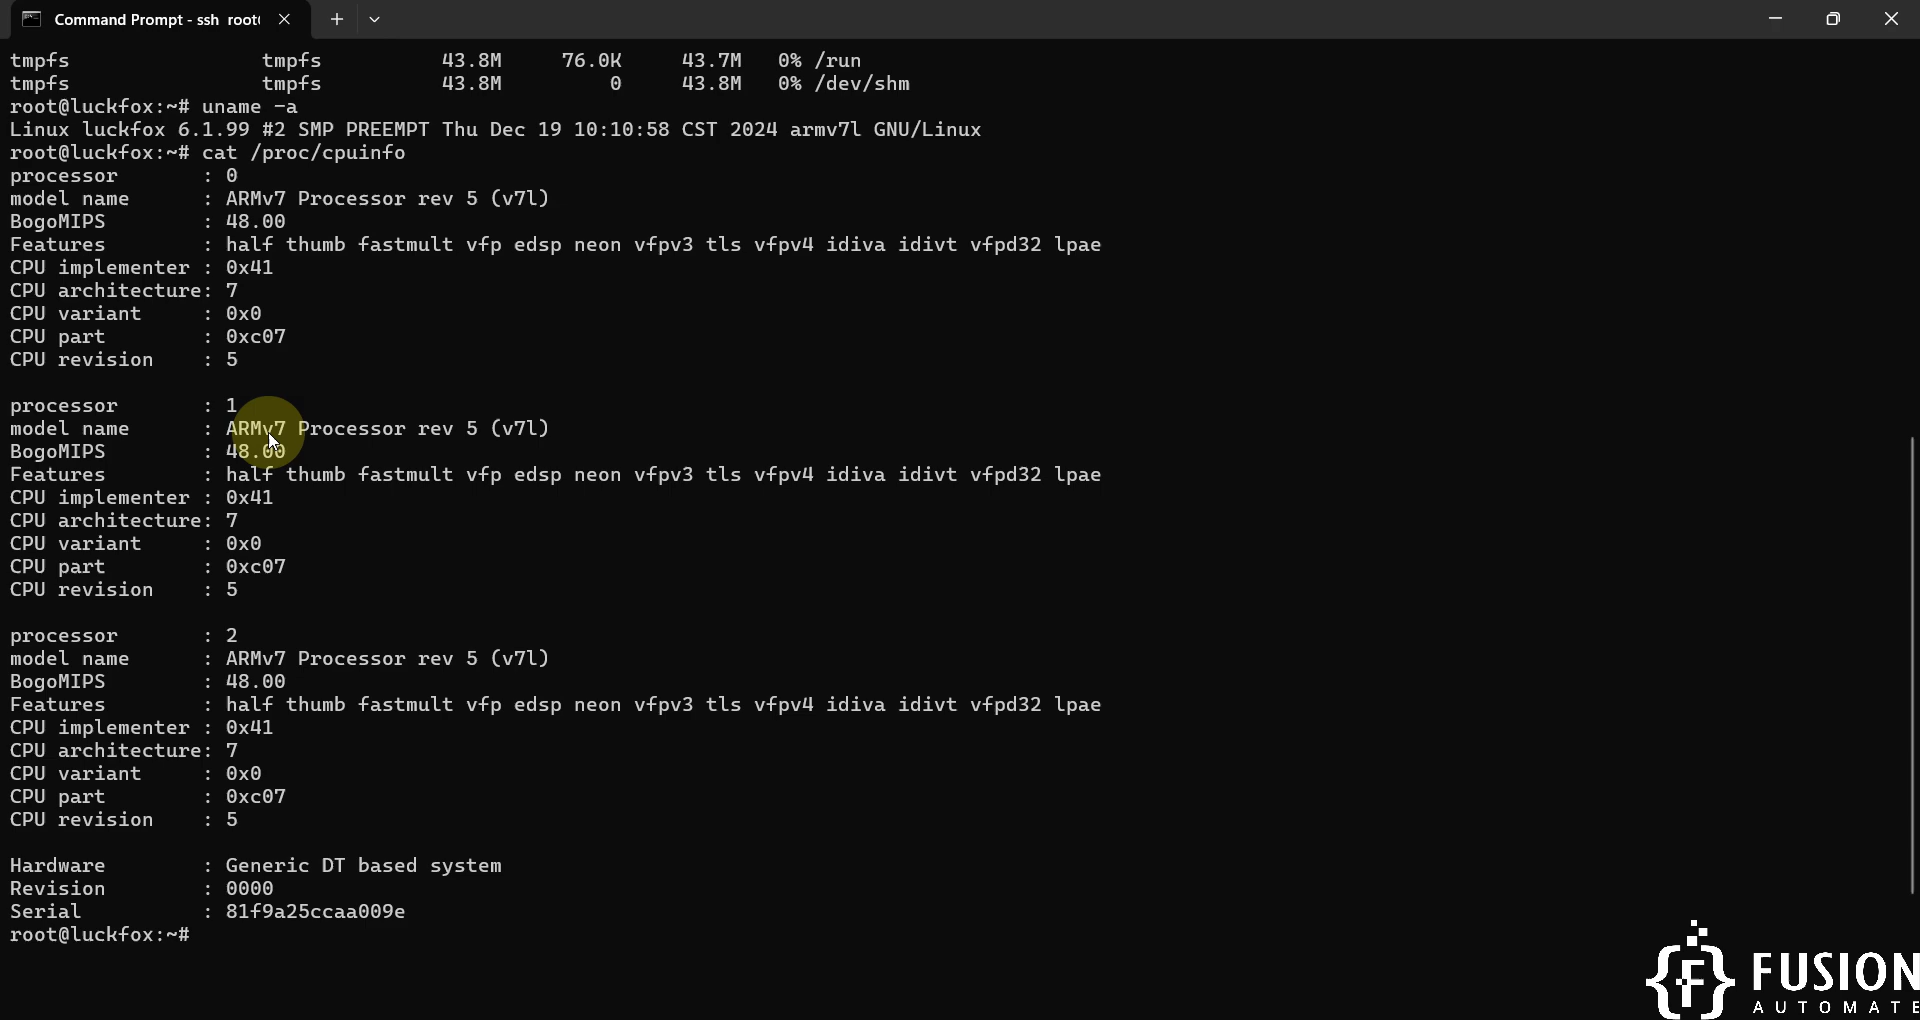 Command Prompt - ssh root
tmpfs tmpfs 43.8M 76.0K 43.7M 0% /run
tmpfs tmpfs 43.8M 0 43.8M 0% /dev/shm
root@luckfox:~# uname -a
Linux luckfox 6.1.99 #2 SMP PREEMPT Thu Dec 19 10:10:58 CST 2024 armv7l GNU/Linux
root@luckfox:~# cat /proc/cpuinfo
processor : 0
model name : ARMv7 Processor rev 5 (v7l)
BogoMIPS : 48.00
Features : half thumb fastmult vfp edsp neon vfpv3 tls vfpv4 idiva idivt vfpd32 lpae
CPU implementer : 0x41
CPU architecture: 7
CPU variant : 0x0
CPU part : 0xc07
CPU revision : 5
processor : 1
model name : ARMv7 Processor rev 5 (v7l)
BogoMIPS : 48.00
Features : half thumb fastmult vfp edsp neon vfpv3 tls vfpv4 idiva idivt vfpd32 lpae
CPU implementer : 0x41
CPU architecture: 7
CPU variant : 0x0
CPU part : 0xc07
CPU revision : 5
processor : 2
model name : ARMv7 Processor rev 5 (v7l)
BogoMIPS : 48.00
Features : half thumb fastmult vfp edsp neon vfpv3 tls vfpv4 idiva idivt vfpd32 lpae
CPU implementer : 0x41
CPU architecture: 7
CPU variant : 0x0
CPU part : 0xc07
CPU revision : 5
Hardware : Generic DT based system
Revision : 0000
Serial : 81f9a25ccaa009e
root@luckfox:~#
{F} FUSION
AUTOMATE